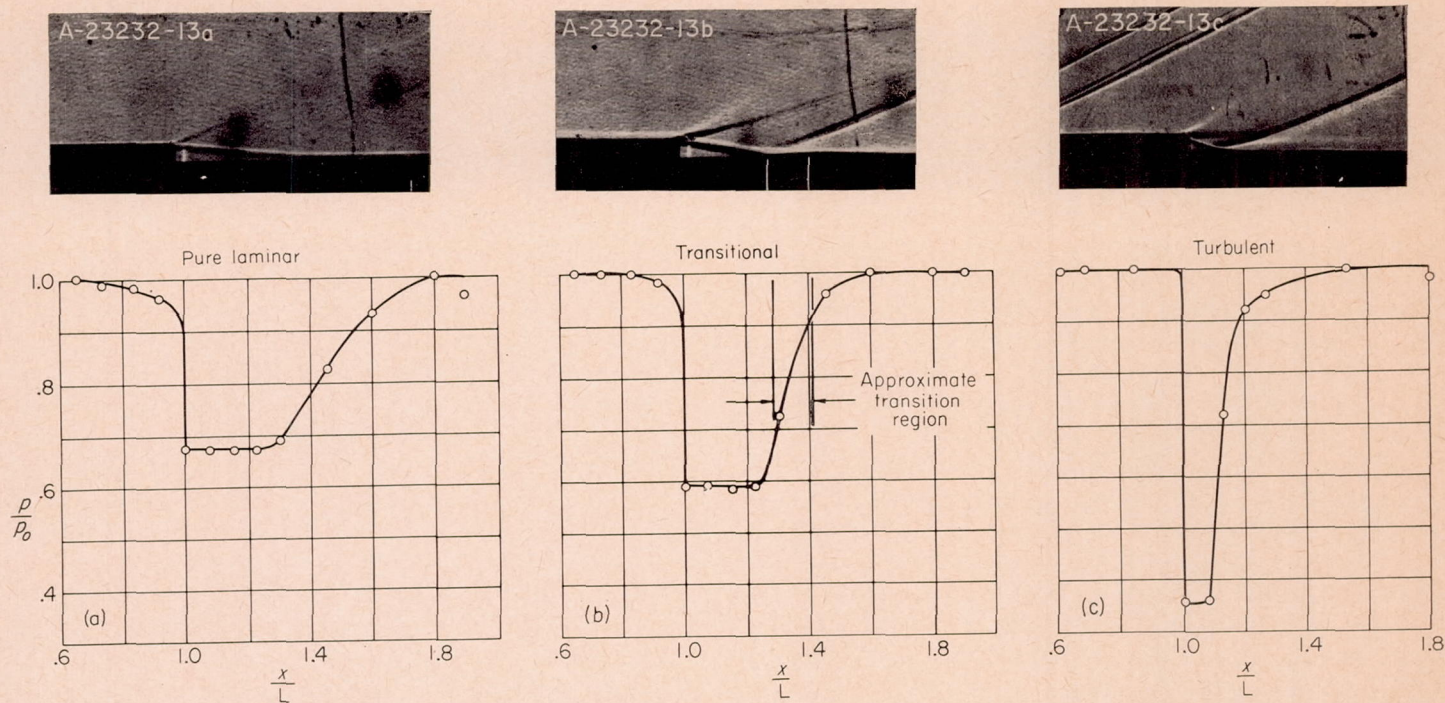 A-23232-13a
A-23232-13b
A-23232-13c
Pure laminar
Transitional
Turbulent
1.0
.8
.6
.4
p
p₀
(a)
(b)
(c)
Approximate
transition
region
.6 1.0 1.4 1.8
.6 1.0 1.4
.6 1.0 1.4 1.8
x
L
x
L
x
L